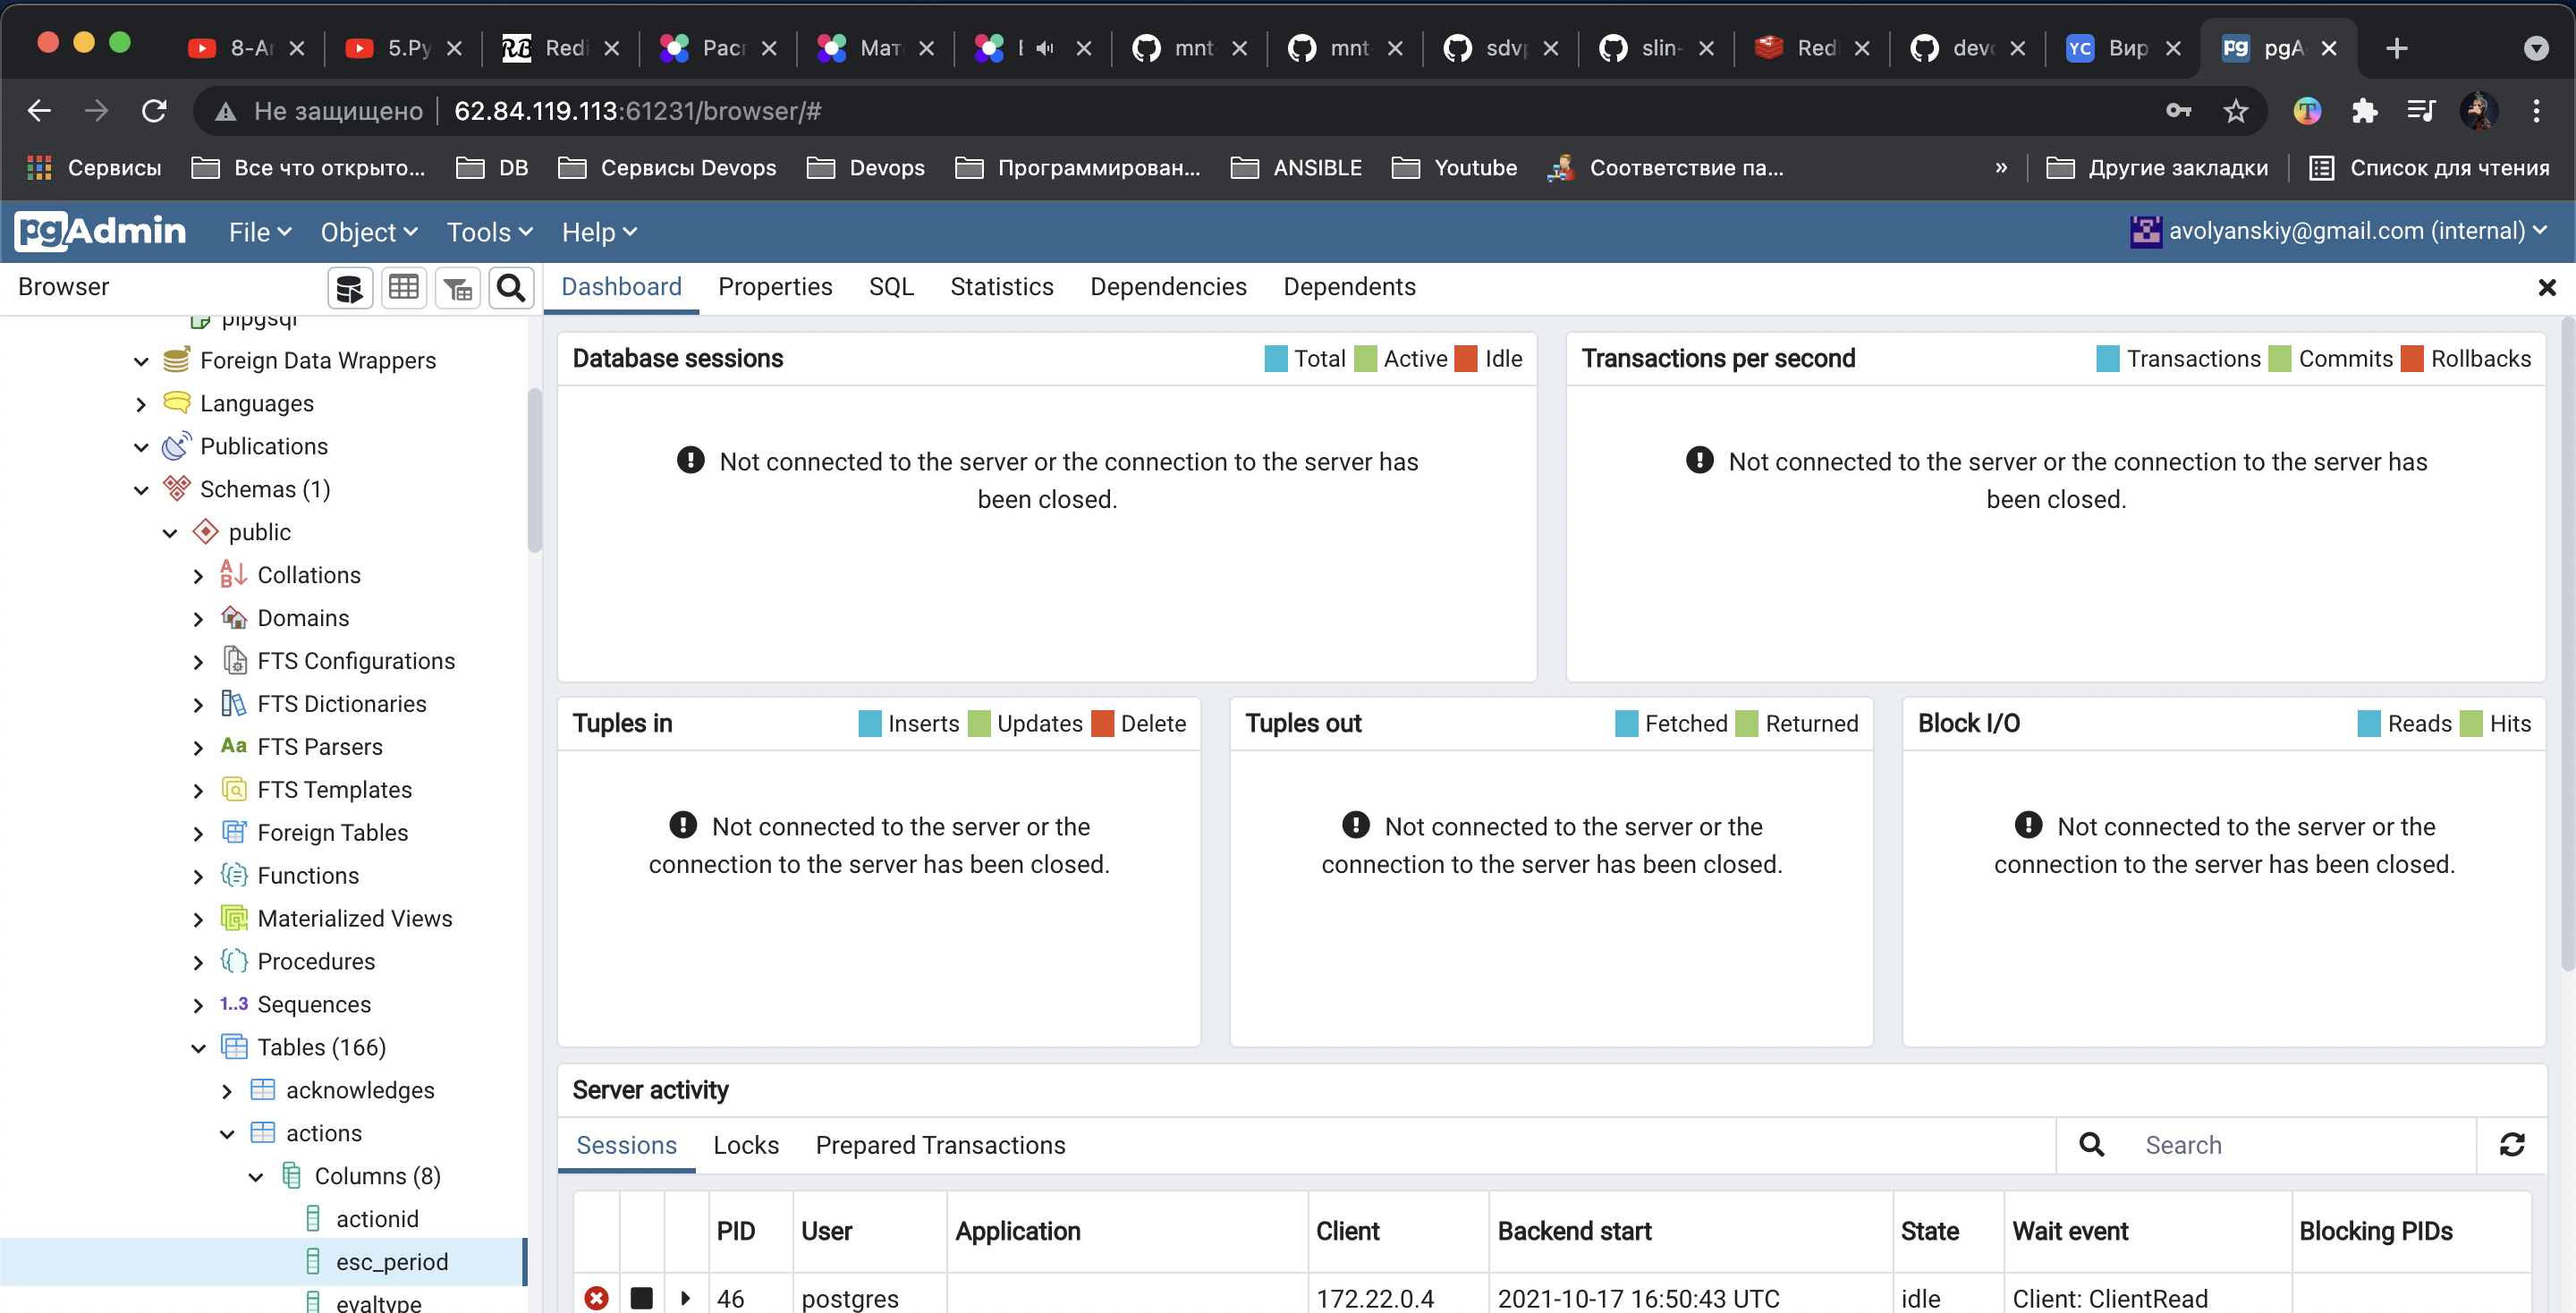 8-Ar
5.Py
Redi
Расп
Мат
mnt-
mnt-
sdvp
slin-
Redi
devo
YC Вир
pg pgA
Не защищено 62.84.119.113:61231/browser/#
Сервисы Все что открыто... DB Сервисы Devops Devops Программирован... ANSIBLE Youtube Соответствие па... » Другие закладки Список для чтения
pgAdmin File Object Tools Help avolyanskiy@gmail.com (internal)
Browser Dashboard Properties SQL Statistics Dependencies Dependents
plpgsql
Foreign Data Wrappers
Languages
Publications
Schemas (1)
public
Collations
Domains
FTS Configurations
FTS Dictionaries
Aa FTS Parsers
FTS Templates
Foreign Tables
Functions
Materialized Views
Procedures
1..3 Sequences
Tables (166)
acknowledges
actions
Columns (8)
actionid
esc_period
evaltype
Database sessions Total Active Idle
Not connected to the server or the connection to the server has
been closed.
Transactions per second Transactions Commits Rollbacks
Not connected to the server or the connection to the server has
been closed.
Tuples in Inserts Updates Delete
Not connected to the server or the
connection to the server has been closed.
Tuples out Fetched Returned
Not connected to the server or the
connection to the server has been closed.
Block I/O Reads Hits
Not connected to the server or the
connection to the server has been closed.
Server activity
Sessions Locks Prepared Transactions Search
PID User Application Client Backend start State Wait event Blocking PIDs
46 postgres 172.22.0.4 2021-10-17 16:50:43 UTC idle Client: ClientRead